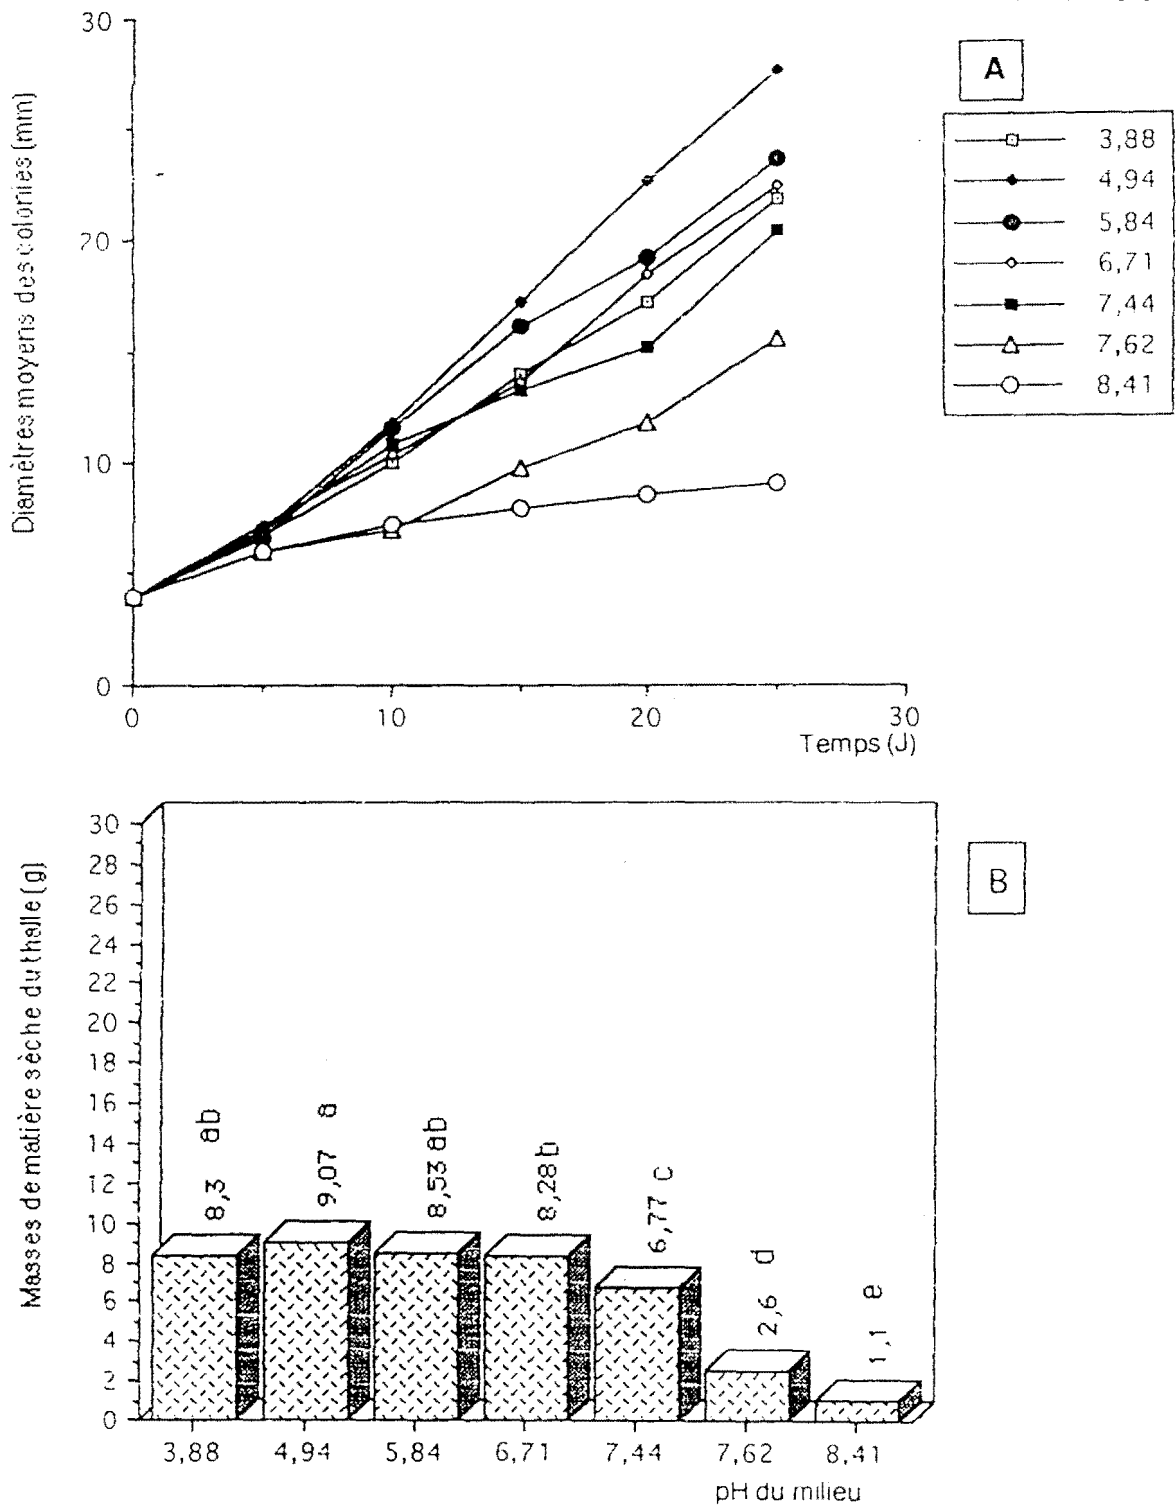 A
Diamètres moyens des colonies (mm)
30
20
10
0
0
10
20
30
Temps (J)
3,88
4,94
5,84
6,71
7,44
7,62
8,41
B
Masses de matière sèche du thalle (g)
30
28
26
24
22
20
18
16
14
12
10
8
6
4
2
0
8,3 ab
9,07 a
8,53 ab
8,28 b
6,77 c
2,6 d
1,1 e
3,88
4,94
5,84
6,71
7,44
7,62
8,41
pH du milieu